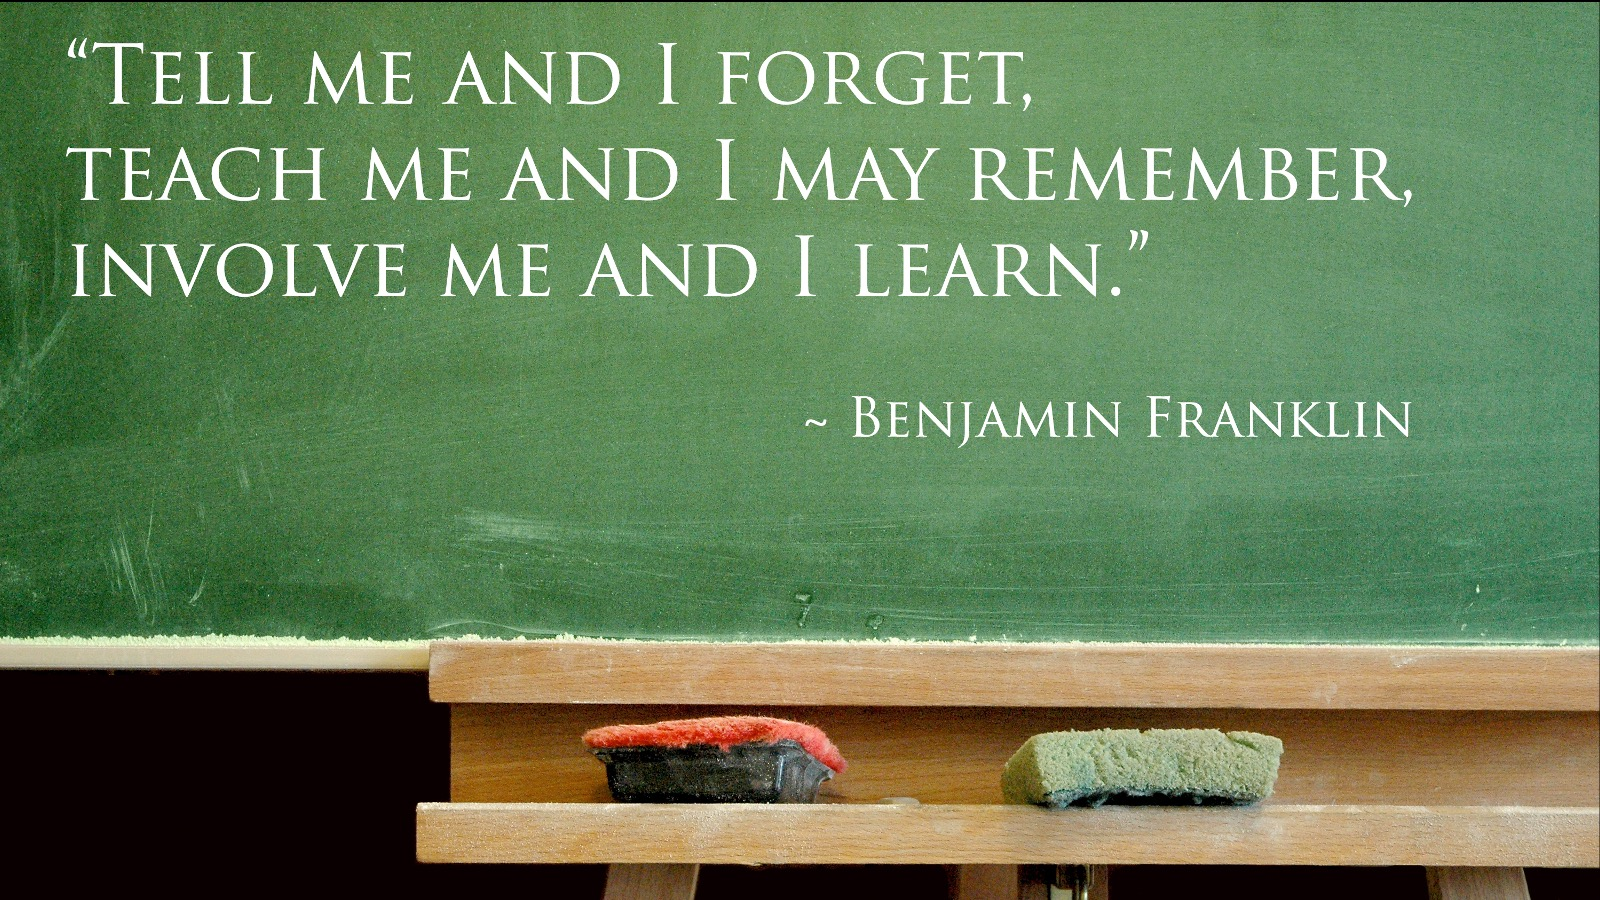 “Tell me and I forget,
teach me and I may remember,
involve me and I learn.”
~ Benjamin Franklin